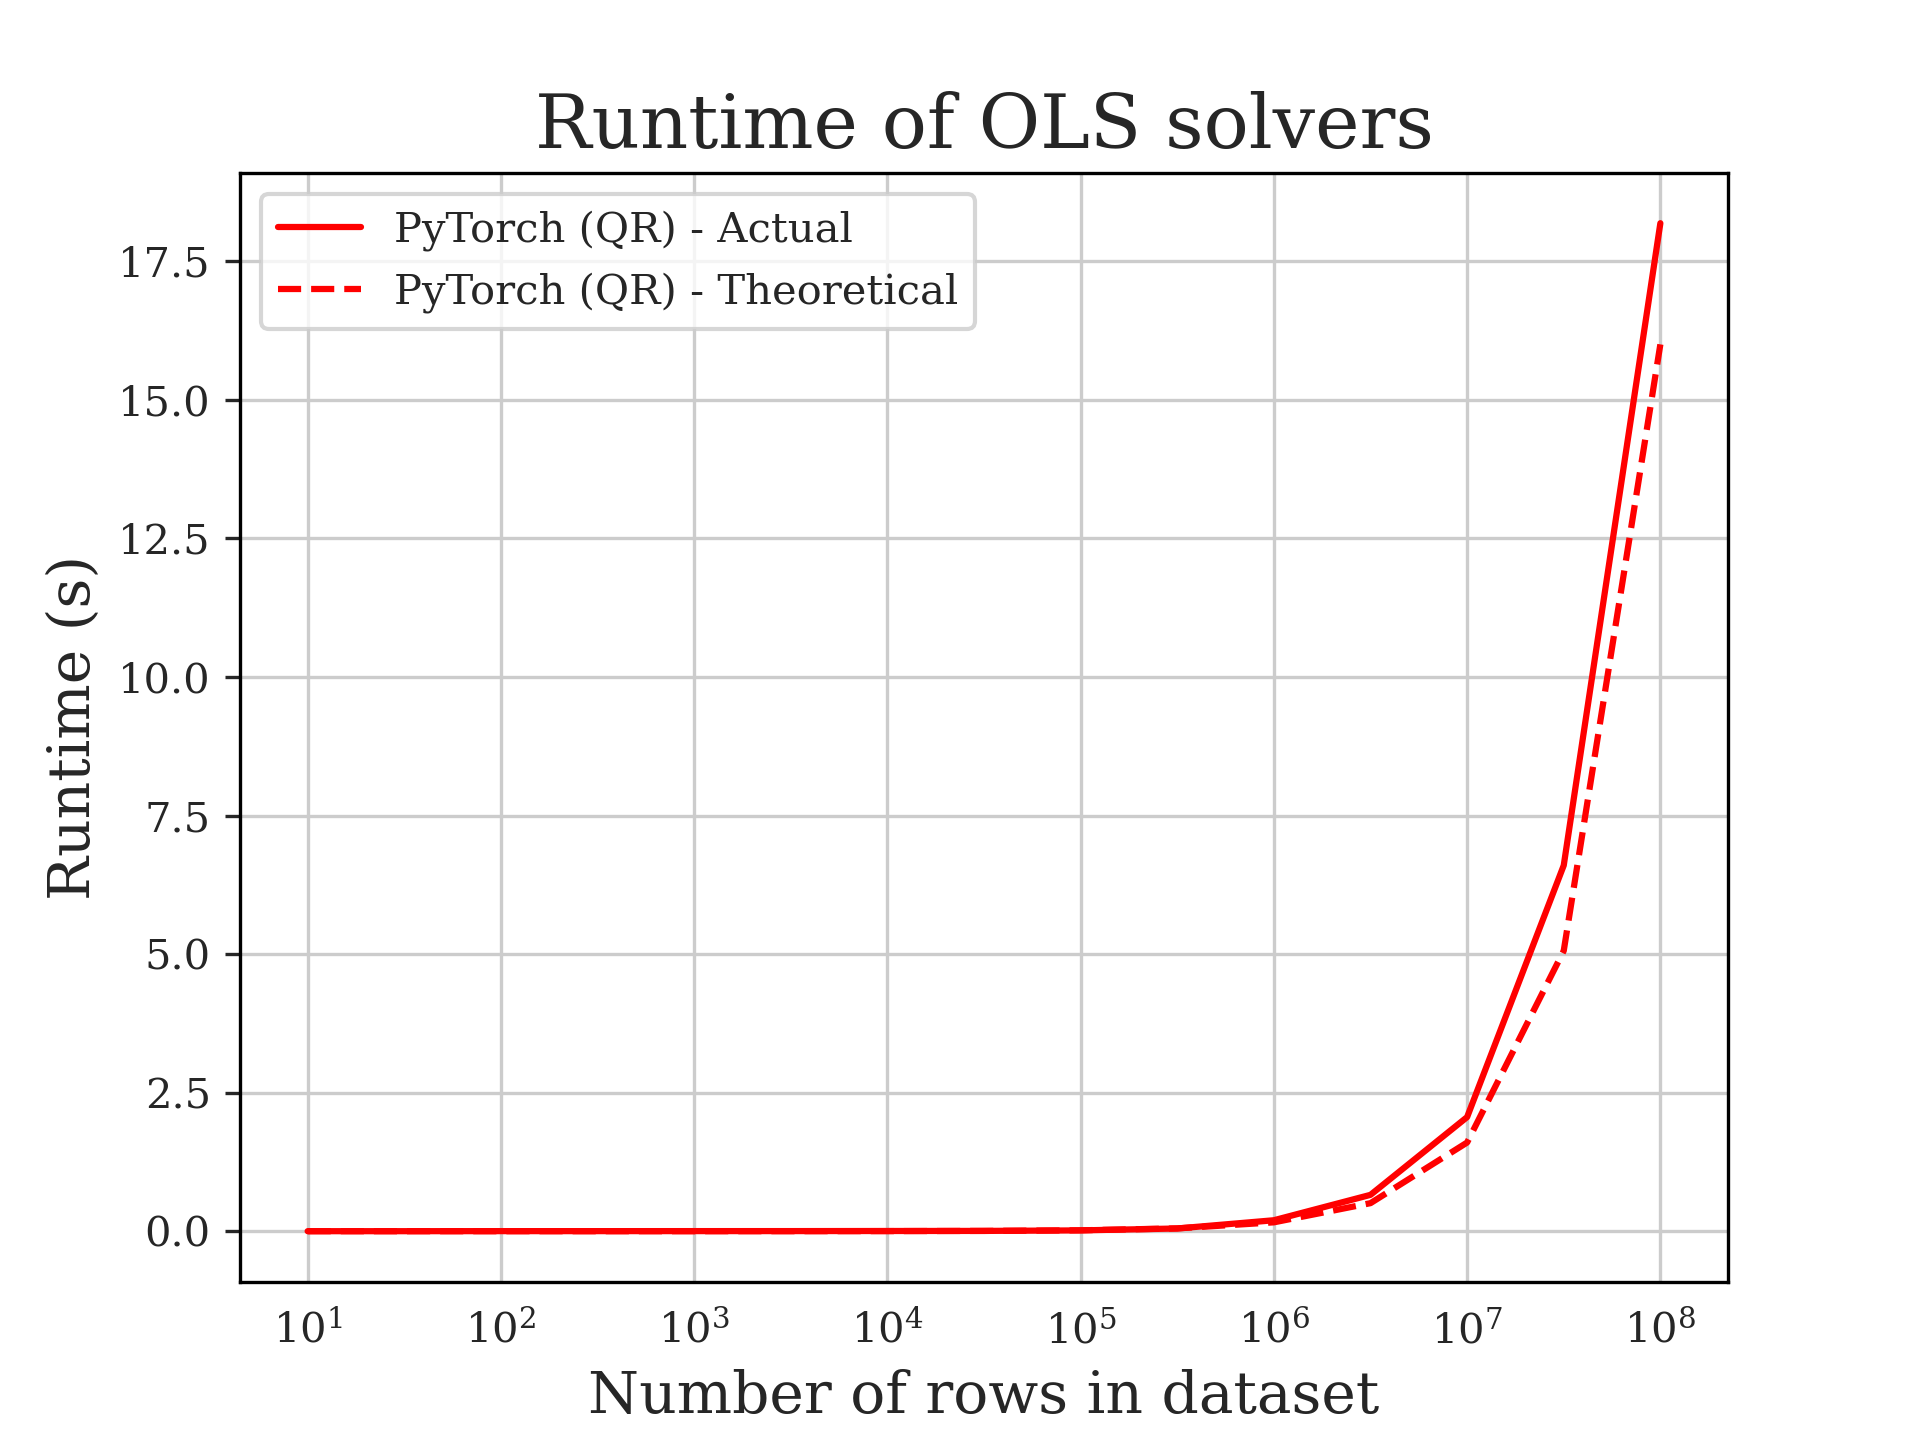 Runtime of OLS solvers
PyTorch (QR) - Actual
PyTorch (QR) - Theoretical
17.5
15.0
12.5
10.0
7.5
5.0
2.5
0.0
Runtime (s)
10¹ 10² 10³ 10⁴ 10⁵ 10⁶ 10⁷ 10⁸
Number of rows in dataset